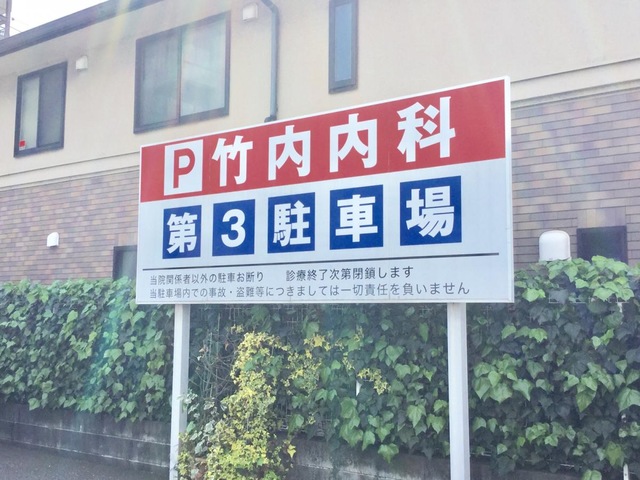 P 竹内内科
第3駐車場
当院関係者以外の駐車お断り 診療終了次第閉鎖します
当駐車場内での事故・盗難等につきましては一切責任を負いません